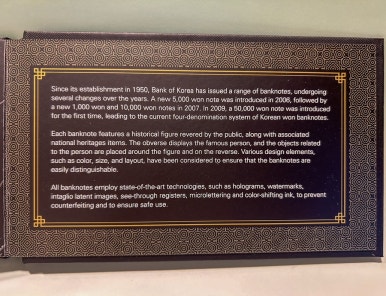 Since its establishment in 1950, Bank of Korea has issued a range of banknotes, undergoing
several changes over the years. A new 5,000 won note was introduced in 2006, followed by
a new 1,000 won and 10,000 won notes in 2007. In 2009, a 50,000 won note was introduced
for the first time, leading to the current four-denomination system of Korean won banknotes.
Each banknote features a historical figure revered by the public, along with associated
national heritages items. The obverse displays the famous person, and the objects related
to the person are placed around the figure and on the reverse. Various design elements,
such as color, size, and layout, have been considered to ensure that the banknotes are
easily distinguishable.
All banknotes employ state-of-the-art technologies, such as holograms, watermarks,
intaglio latent images, see-through registers, microlettering and color-shifting ink, to prevent
counterfeiting and to ensure safe use.